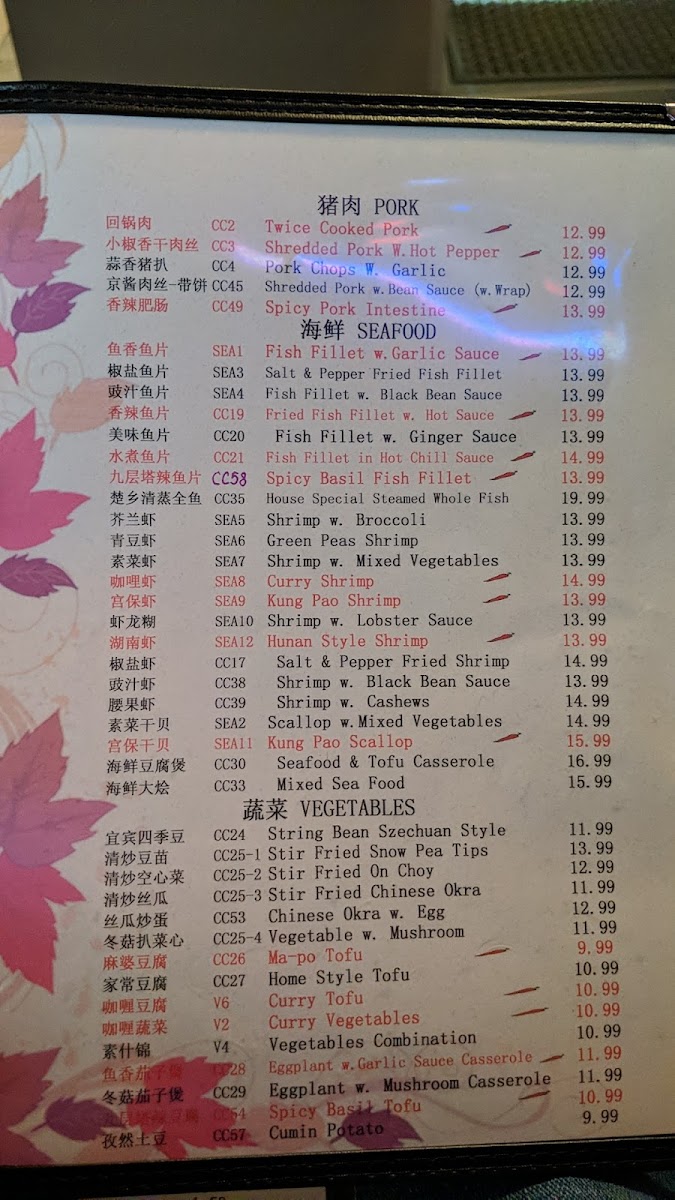 猪肉 PORK
回锅肉 CC2 Twice Cooked Pork 12.99
小椒香干肉丝 CC3 Shredded Pork W.Hot Pepper 12.99
蒜香猪扒 CC4 Pork Chops W. Garlic 12.99
京酱肉丝-带饼 CC45 Shredded Pork w.Bean Sauce (w.Wrap) 12.99
香辣肥肠 CC49 Spicy Pork Intestine 13.99
海鲜 SEAFOOD
鱼香鱼片 SEA1 Fish Fillet w.Garlic Sauce 13.99
椒盐鱼片 SEA3 Salt & Pepper Fried Fish Fillet 13.99
豉汁鱼片 SEA4 Fish Fillet w. Black Bean Sauce 13.99
香辣鱼片 CC19 Fried Fish Fillet w. Hot Sauce 13.99
美味鱼片 CC20 Fish Fillet w. Ginger Sauce 13.99
水煮鱼片 CC21 Fish Fillet in Hot Chill Sauce 14.99
九层塔辣鱼片 CC58 Spicy Basil Fish Fillet 13.99
楚乡清蒸全鱼 CC35 House Special Steamed Whole Fish 19.99
芥兰虾 SEA5 Shrimp w. Broccoli 13.99
青豆虾 SEA6 Green Peas Shrimp 13.99
素菜虾 SEA7 Shrimp w. Mixed Vegetables 13.99
咖哩虾 SEA8 Curry Shrimp 14.99
宫保虾 SEA9 Kung Pao Shrimp 13.99
虾龙糊 SEA10 Shrimp w. Lobster Sauce 13.99
湖南虾 SEA12 Hunan Style Shrimp 13.99
椒盐虾 CC17 Salt & Pepper Fried Shrimp 14.99
豉汁虾 CC38 Shrimp w. Black Bean Sauce 13.99
腰果虾 CC39 Shrimp w. Cashews 14.99
素菜干贝 SEA2 Scallop w.Mixed Vegetables 14.99
宫保干贝 SEA11 Kung Pao Scallop 15.99
海鲜豆腐煲 CC30 Seafood & Tofu Casserole 16.99
海鲜大烩 CC33 Mixed Sea Food 15.99
蔬菜 VEGETABLES
宜宾四季豆 CC24 String Bean Szechuan Style 11.99
清炒豆苗 CC25-1 Stir Fried Snow Pea Tips 13.99
清炒空心菜 CC25-2 Stir Fried On Choy 12.99
清炒丝瓜 CC25-3 Stir Fried Chinese Okra 11.99
丝瓜炒蛋 CC53 Chinese Okra w. Egg 12.99
冬菇扒菜心 CC25-4 Vegetable w. Mushroom 11.99
麻婆豆腐 CC26 Ma-po Tofu 9.99
家常豆腐 CC27 Home Style Tofu 10.99
咖喱豆腐 V6 Curry Tofu 10.99
咖喱蔬菜 V2 Curry Vegetables 10.99
素什锦 V4 Vegetables Combination 10.99
鱼香茄子煲 CC28 Eggplant w.Garlic Sauce Casserole 11.99
冬菇茄子煲 CC29 Eggplant w. Mushroom Casserole 11.99
CC54 Spicy Basil Tofu 10.99
孜然土豆 CC57 Cumin Potato 9.99